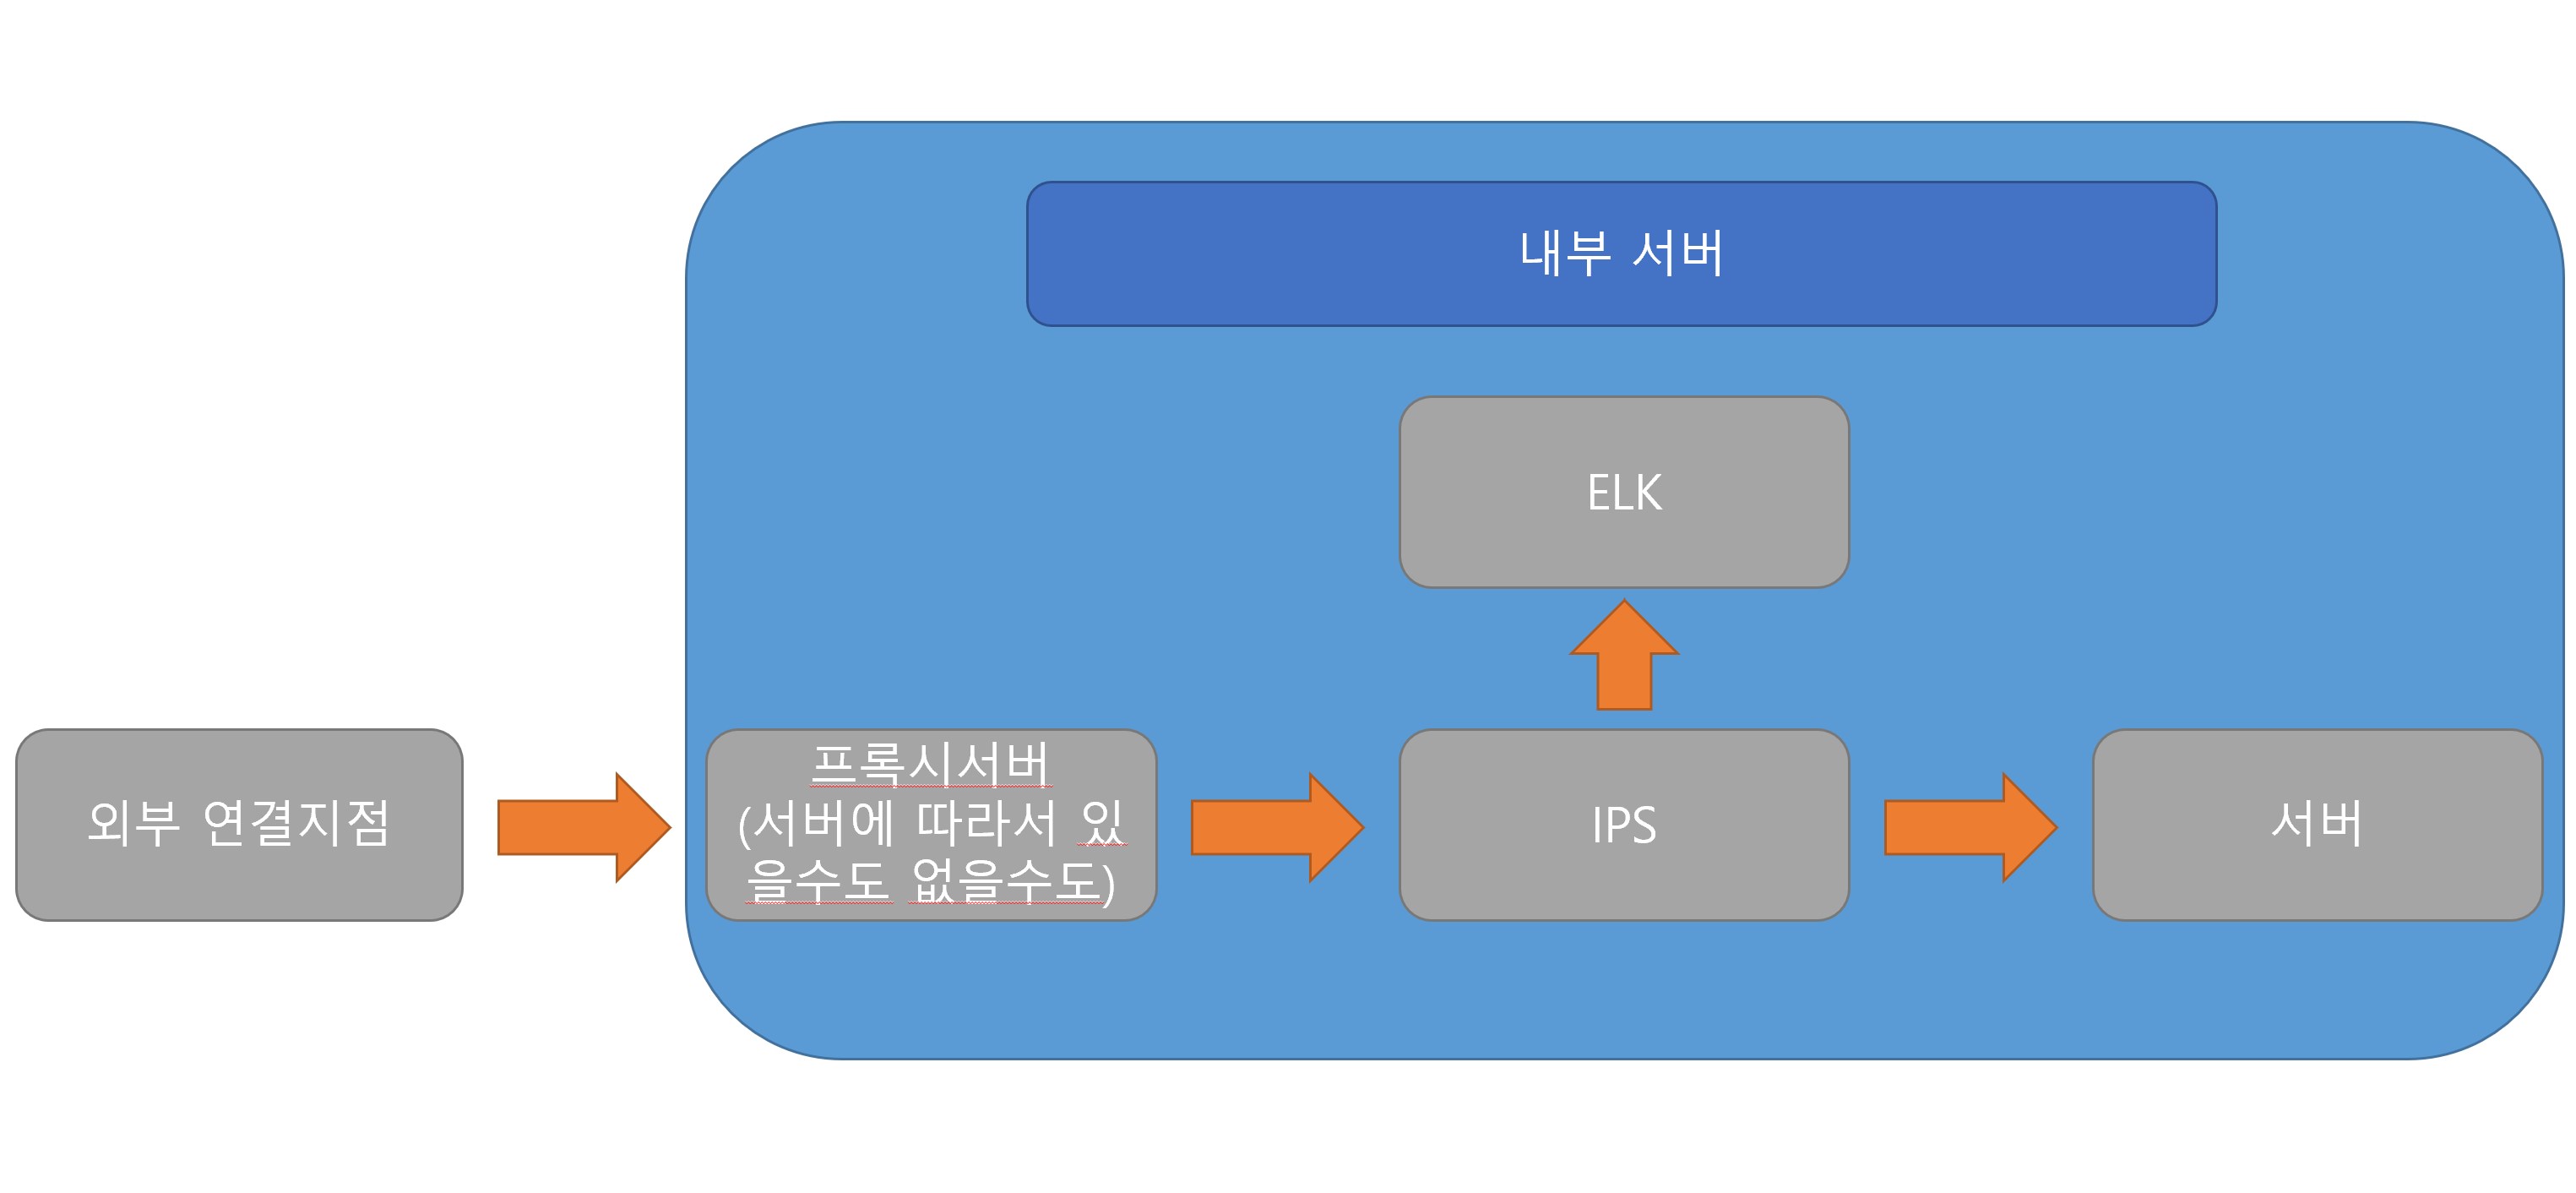 내부 서버
ELK
외부 연결지점
프록시서버
(서버에 따라서 있
을수도 없을수도)
IPS
서버